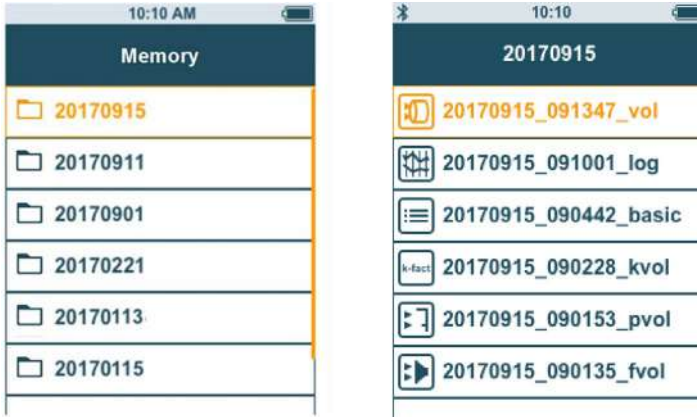 10:10 AM
Memory
20170915
20170911
20170901
20170221
20170113
20170115
10:10
20170915
20170915_091347_vol
20170915_091001_log
20170915_090442_basic
k-fact
20170915_090228_kvol
20170915_090153_pvol
20170915_090135_fvol